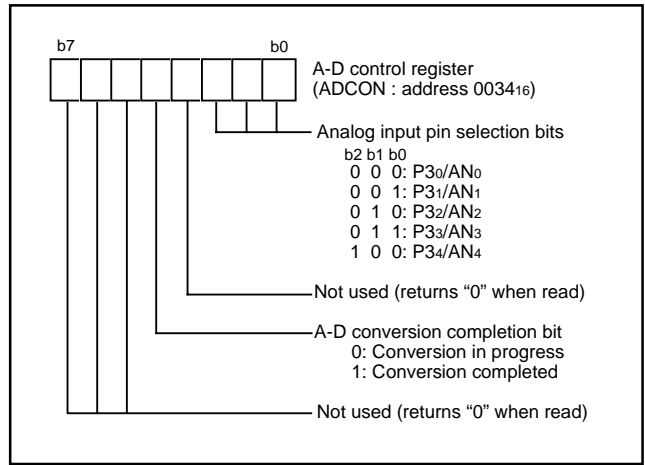 b7 b0
A-D control register
(ADCON : address 003416)
Analog input pin selection bits
b2 b1 b0
0 0 0: P30/AN0
0 0 1: P31/AN1
0 1 0: P32/AN2
0 1 1: P33/AN3
1 0 0: P34/AN4
Not used (returns “0” when read)
A-D conversion completion bit
0: Conversion in progress
1: Conversion completed
Not used (returns “0” when read)